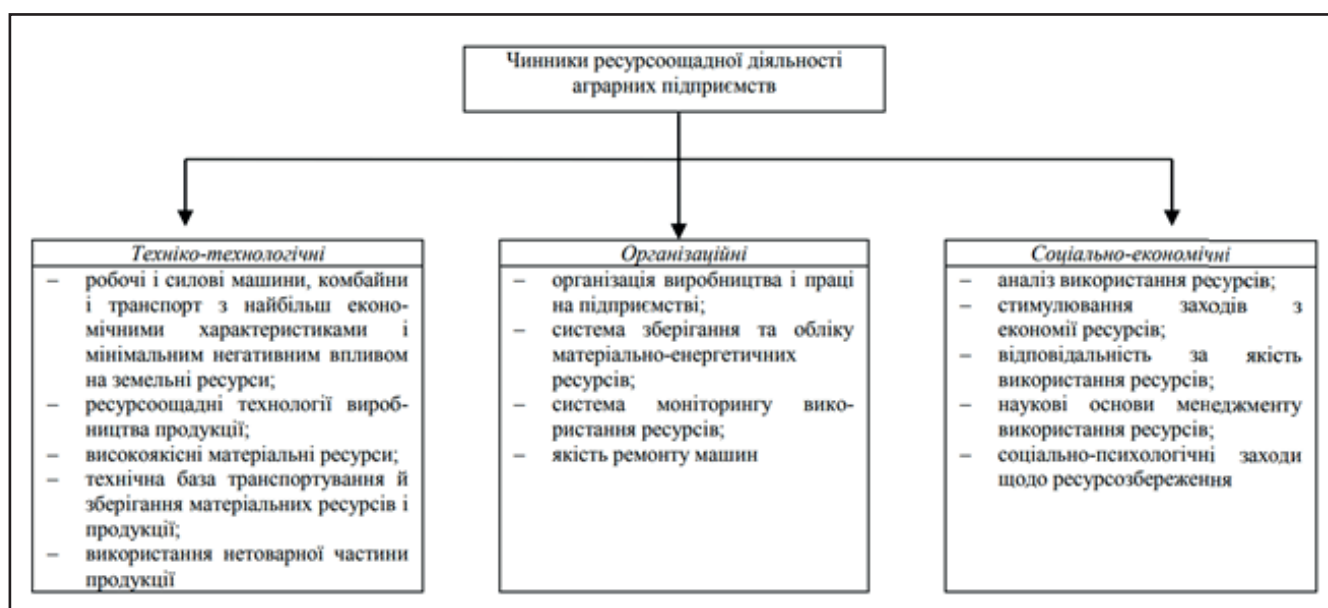 Чинники ресурсоощадної діяльності
аграрних підприємств
Техніко-технологічні
– робочі і силові машини, комбайни
і транспорт з найбільш еконо-
мічними характеристиками і
мінімальним негативним впливом
на земельні ресурси;
– ресурсоощадні технології вироб-
ництва продукції;
– високоякісні матеріальні ресурси;
– технічна база транспортування й
зберігання матеріальних ресурсів і
продукції;
– використання нетоварної частини
продукції
Організаційні
– організація виробництва і праці
на підприємстві;
– система зберігання та обліку
матеріально-енергетичних
ресурсів;
– система моніторингу вико-
ристання ресурсів;
– якість ремонту машин
Соціально-економічні
– аналіз використання ресурсів;
– стимулювання заходів з
економії ресурсів;
– відповідальність за якість
використання ресурсів;
– наукові основи менеджменту
використання ресурсів;
– соціально-психологічні заходи
щодо ресурсозбереження